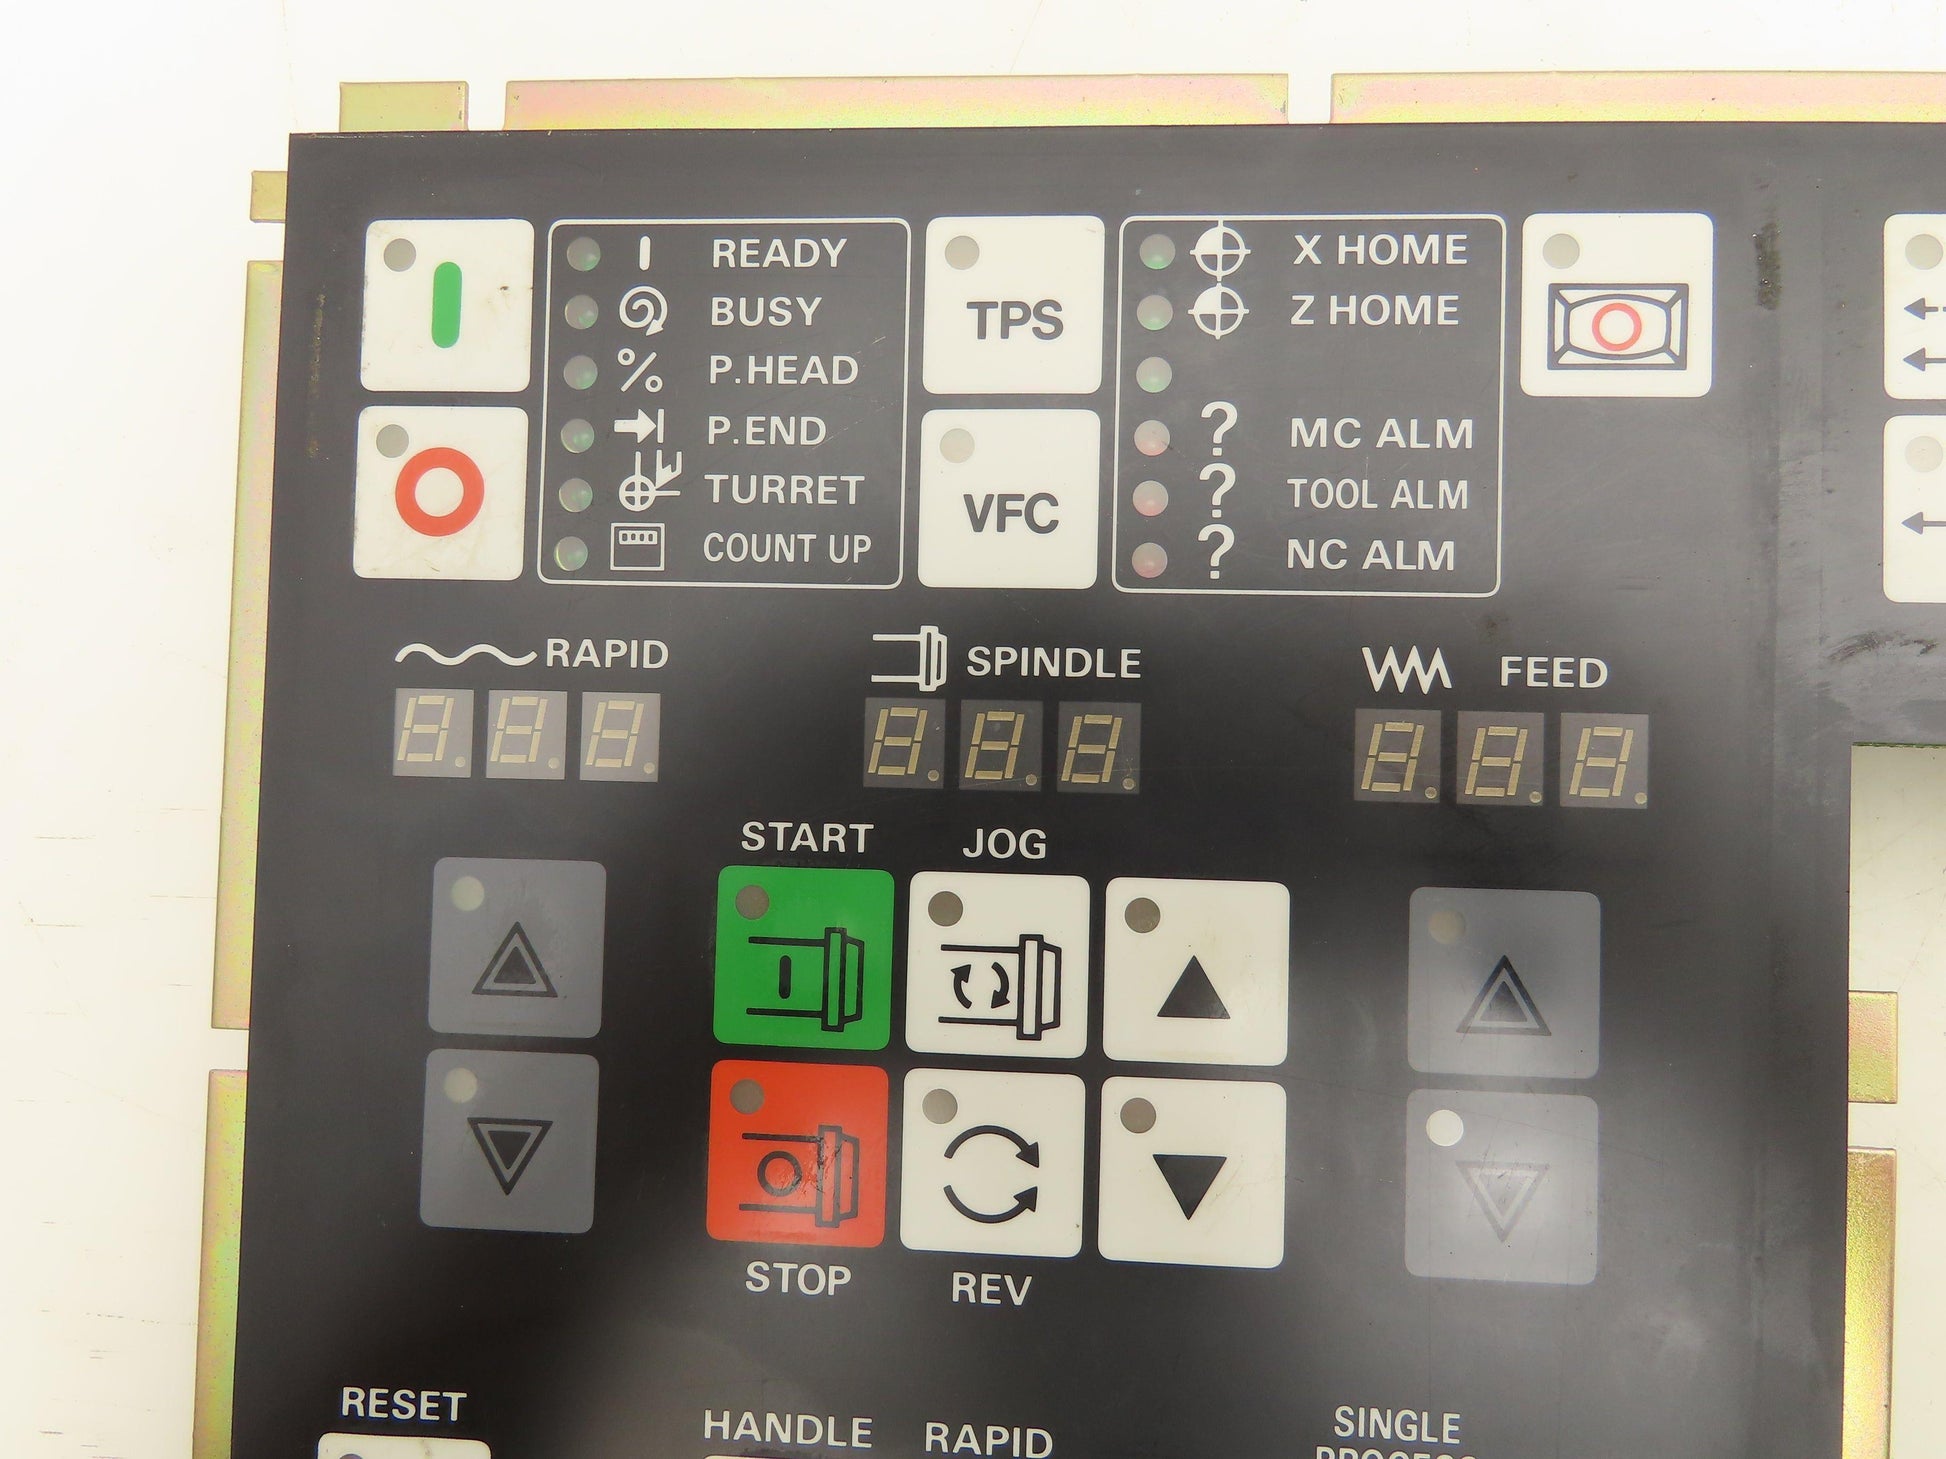 READY
BUSY
P.HEAD
P.END
TURRET
COUNT UP
TPS
VFC
X HOME
Z HOME
? MC ALM
? TOOL ALM
? NC ALM
RAPID
SPINDLE
FEED
START
JOG
STOP
REV
RESET
HANDLE
RAPID
SINGLE
PROCESS